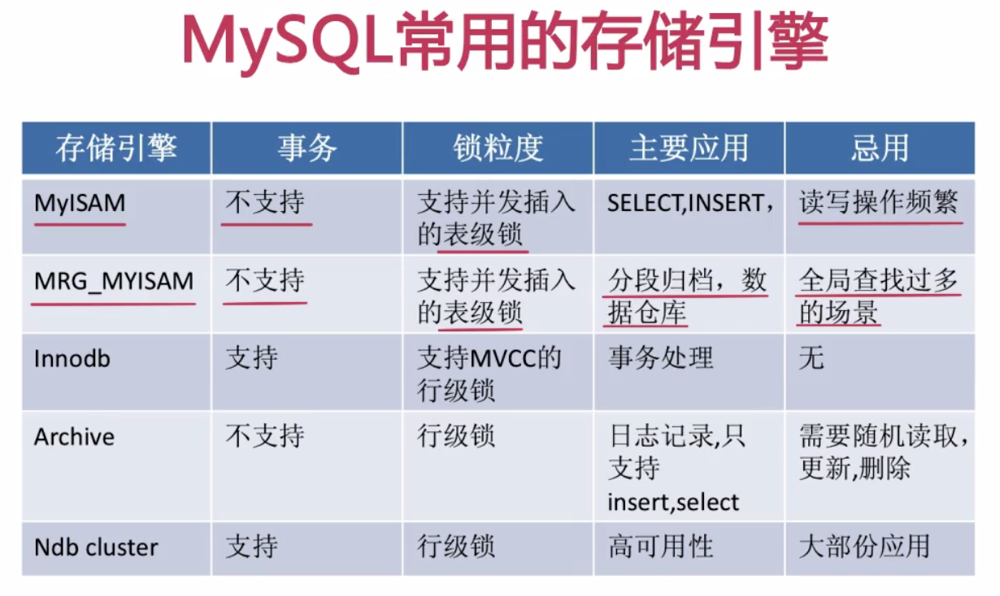 MySQL常用的存储引擎
存储引擎 事务 锁粒度 主要应用 忌用
MyISAM 不支持 支持并发插入 SELECT,INSERT, 读写操作频繁
的表级锁
MRG_MYISAM 不支持 支持并发插入 分段归档，数 全局查找过多
的表级锁 据仓库 的场景
Innodb 支持 支持MVCC的 事务处理 无
行级锁
Archive 不支持 行级锁 日志记录,只 需要随机读取，
支持 更新,删除
insert,select
Ndb cluster 支持 行级锁 高可用性 大部份应用